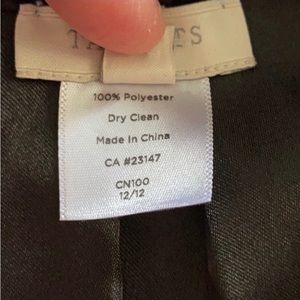 100% Polyester
Dry Clean
Made in China
CA #23147
CN100
12/12